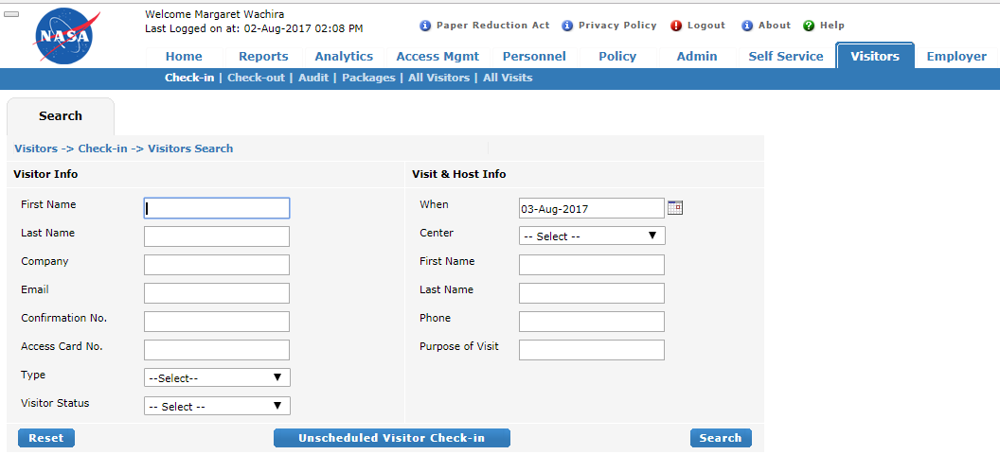 NASA
Welcome Margaret Wachira
Last Logged on at: 02-Aug-2017 02:08 PM
Paper Reduction Act Privacy Policy Logout About Help
Home Reports Analytics Access Mgmt Personnel Policy Admin Self Service Visitors Employer
Check-in | Check-out | Audit | Packages | All Visitors | All Visits
Search
Visitors -> Check-in -> Visitors Search
Visitor Info Visit & Host Info
First Name When 03-Aug-2017
Last Name Center -- Select --
Company First Name
Email Last Name
Confirmation No. Phone
Access Card No. Purpose of Visit
Type --Select--
Visitor Status -- Select --
Reset Unscheduled Visitor Check-in Search